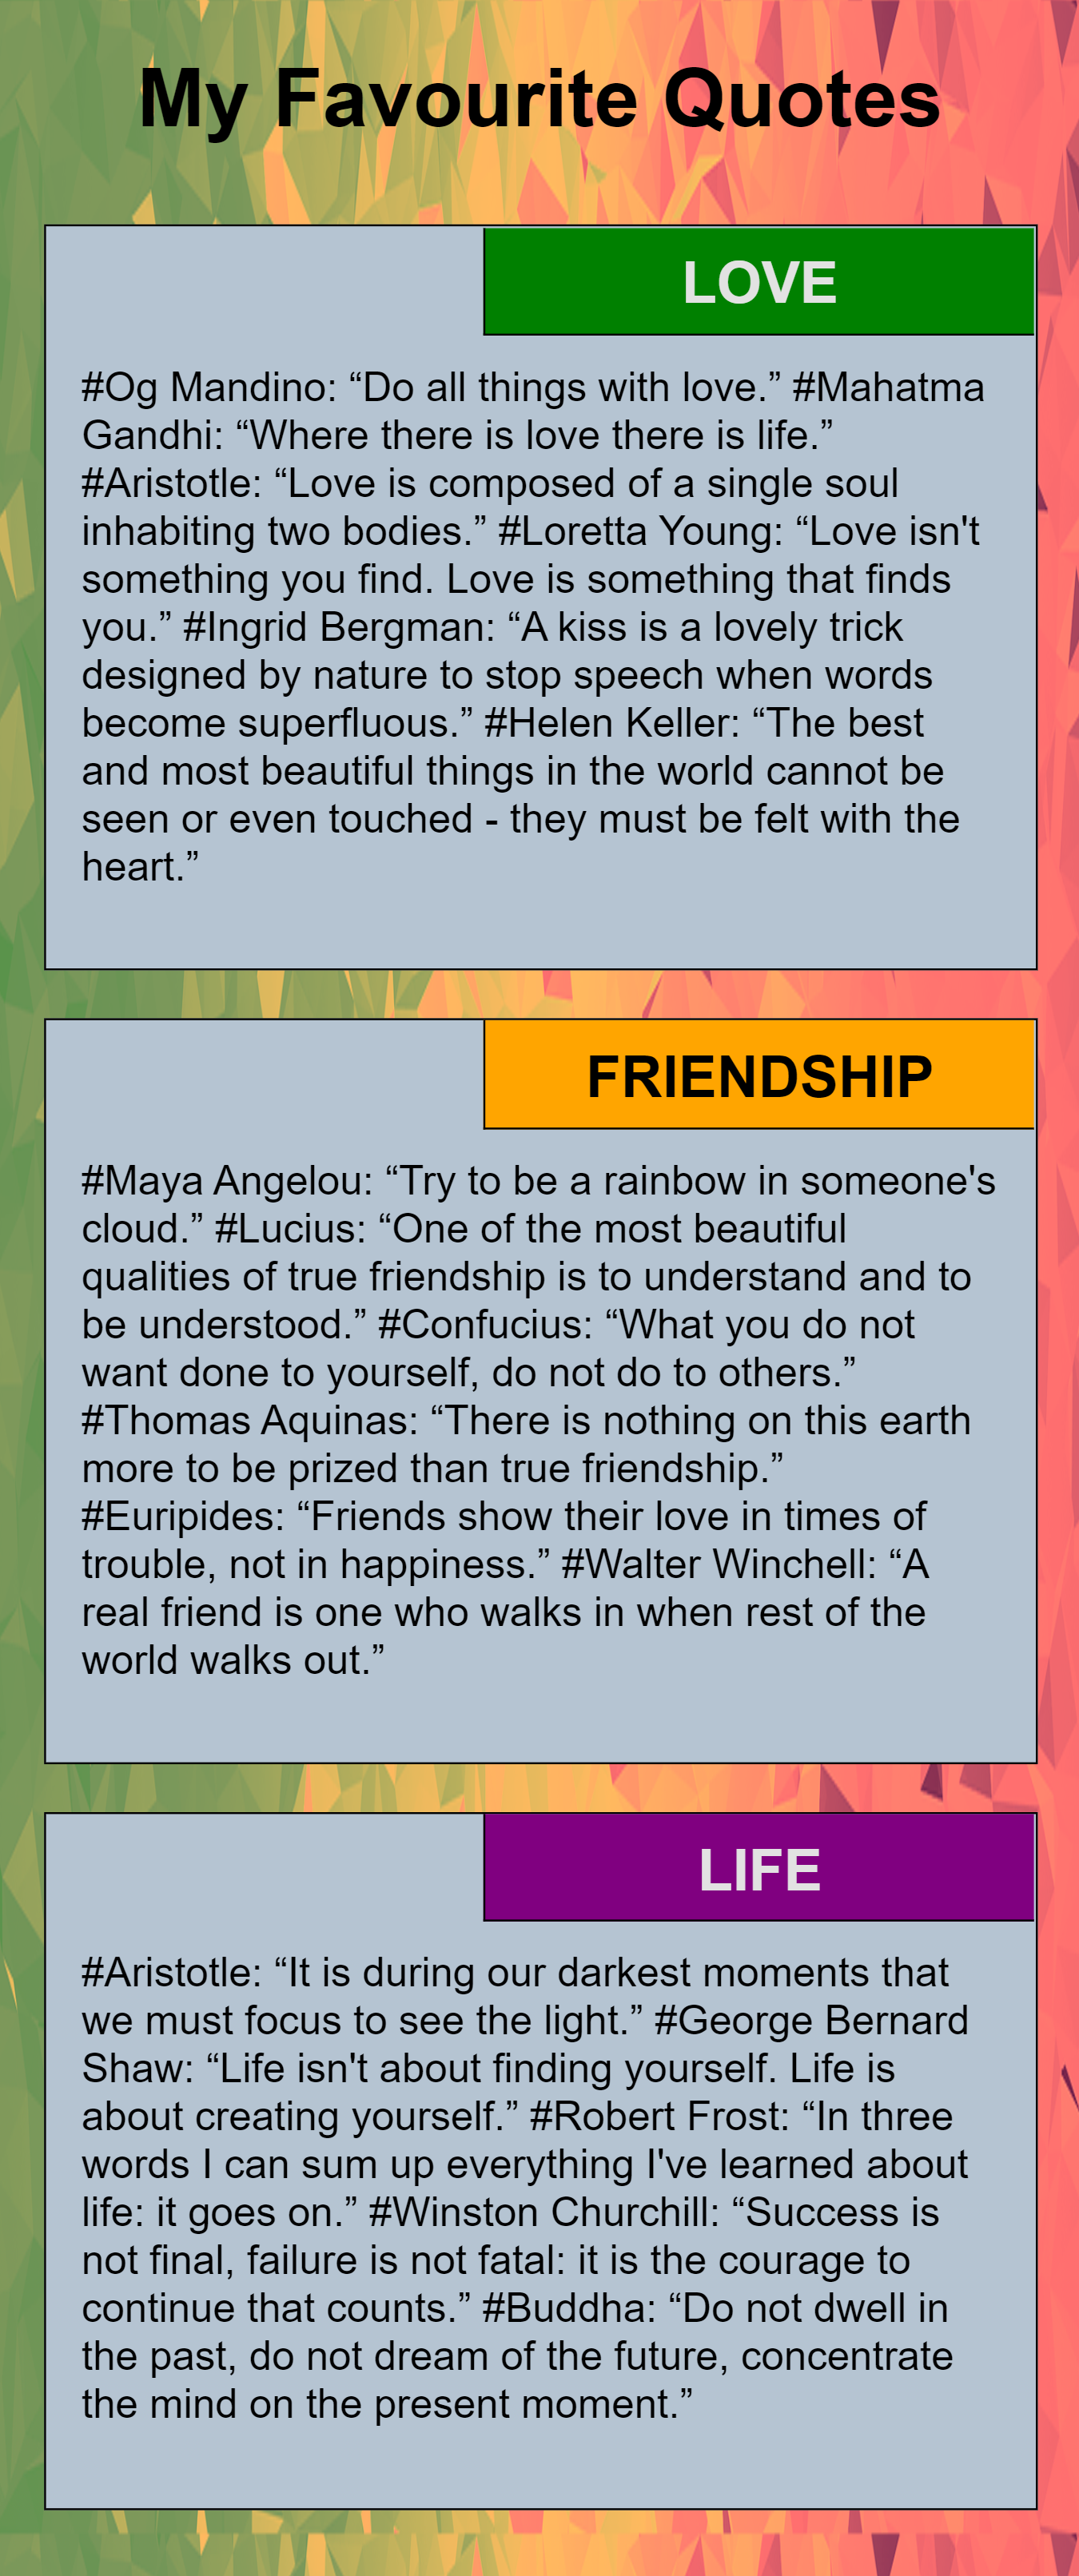 My Favourite Quotes
LOVE
#Og Mandino: “Do all things with love.” #Mahatma
Gandhi: “Where there is love there is life.”
#Aristotle: “Love is composed of a single soul
inhabiting two bodies.” #Loretta Young: “Love isn't
something you find. Love is something that finds
you.” #Ingrid Bergman: “A kiss is a lovely trick
designed by nature to stop speech when words
become superfluous.” #Helen Keller: “The best
and most beautiful things in the world cannot be
seen or even touched - they must be felt with the
heart.”
FRIENDSHIP
#Maya Angelou: “Try to be a rainbow in someone's
cloud.” #Lucius: “One of the most beautiful
qualities of true friendship is to understand and to
be understood.” #Confucius: “What you do not
want done to yourself, do not do to others.”
#Thomas Aquinas: “There is nothing on this earth
more to be prized than true friendship.”
#Euripides: “Friends show their love in times of
trouble, not in happiness.” #Walter Winchell: “A
real friend is one who walks in when rest of the
world walks out.”
LIFE
#Aristotle: “It is during our darkest moments that
we must focus to see the light.” #George Bernard
Shaw: “Life isn't about finding yourself. Life is
about creating yourself.” #Robert Frost: “In three
words I can sum up everything I've learned about
life: it goes on.” #Winston Churchill: “Success is
not final, failure is not fatal: it is the courage to
continue that counts.” #Buddha: “Do not dwell in
the past, do not dream of the future, concentrate
the mind on the present moment.”